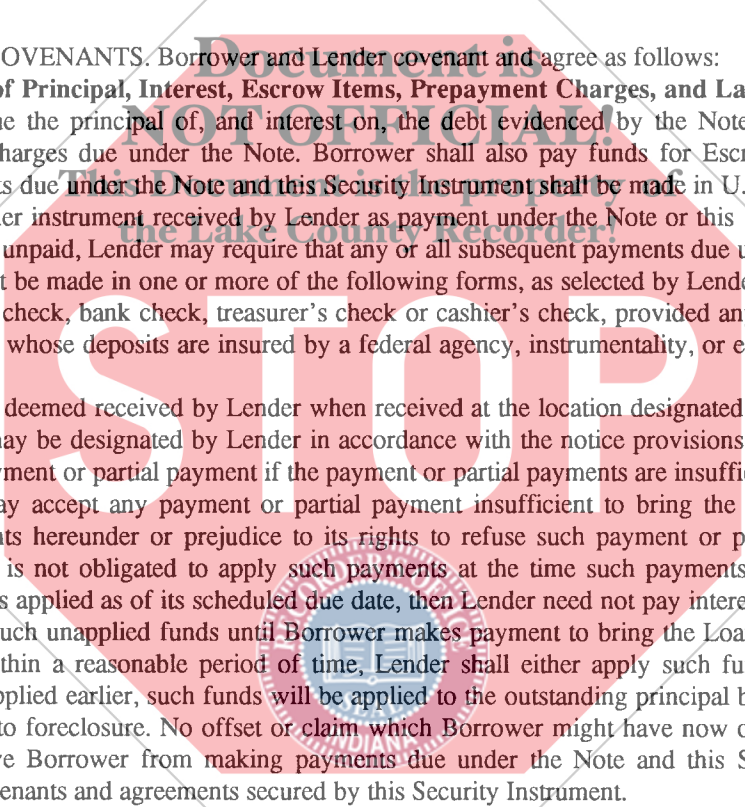 OVENANTS. Borrower and Lender covenant and agree as follows:
of Principal, Interest, Escrow Items, Prepayment Charges, and La
ne the principal of, and interest on, the debt evidenced by the Note
harges due under the Note. Borrower shall also pay funds for Escr
ts due under the Note and this Security Instrument shall be made in U.
er instrument received by Lender as payment under the Note or this
unpaid, Lender may require that any or all subsequent payments due u
t be made in one or more of the following forms, as selected by Lende
check, bank check, treasurer's check or cashier's check, provided an
whose deposits are insured by a federal agency, instrumentality, or e
deemed received by Lender when received at the location designated
may be designated by Lender in accordance with the notice provisions
yment or partial payment if the payment or partial payments are insuffi
ay accept any payment or partial payment insufficient to bring the
nts hereunder or prejudice to its rights to refuse such payment or p
is not obligated to apply such payments at the time such payments
s applied as of its scheduled due date, then Lender need not pay intere
uch unapplied funds until Borrower makes payment to bring the Loa
thin a reasonable period of time, Lender shall either apply such fu
pplied earlier, such funds will be applied to the outstanding principal b
to foreclosure. No offset or claim which Borrower might have now o
ve Borrower from making payments due under the Note and this S
enants and agreements secured by this Security Instrument.
Document is
NOT OFFICIAL!
This Document is the property of
the Lake County Recorder!
STOP
RECORDER'S OFFICE
SEAL
INDIANA